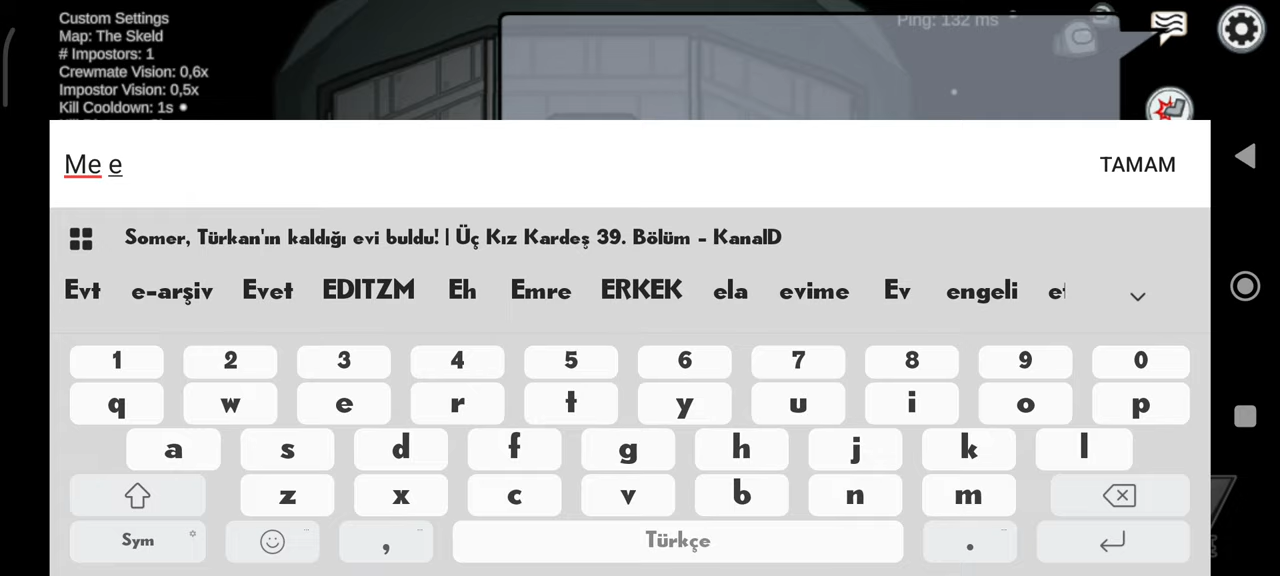 Custom Settings
Map: The Skeld
# Impostors: 1
Crewmate Vision: 0,6x
Impostor Vision: 0,5x
Kill Cooldown: 1s
Ping: 132 ms
Me e
TAMAM
Somer, Türkan'ın kaldığı evi buldu! | Üç Kız Kardeş 39. Bölüm - KanalD
Evt e-arşiv Evet EDITZM Eh Emre ERKEK ela evime Ev engeli
1 2 3 4 5 6 7 8 9 0
q w e r t y u i o p
a s d f g h j k l
z x c v b n m
Sym , Türkçe .